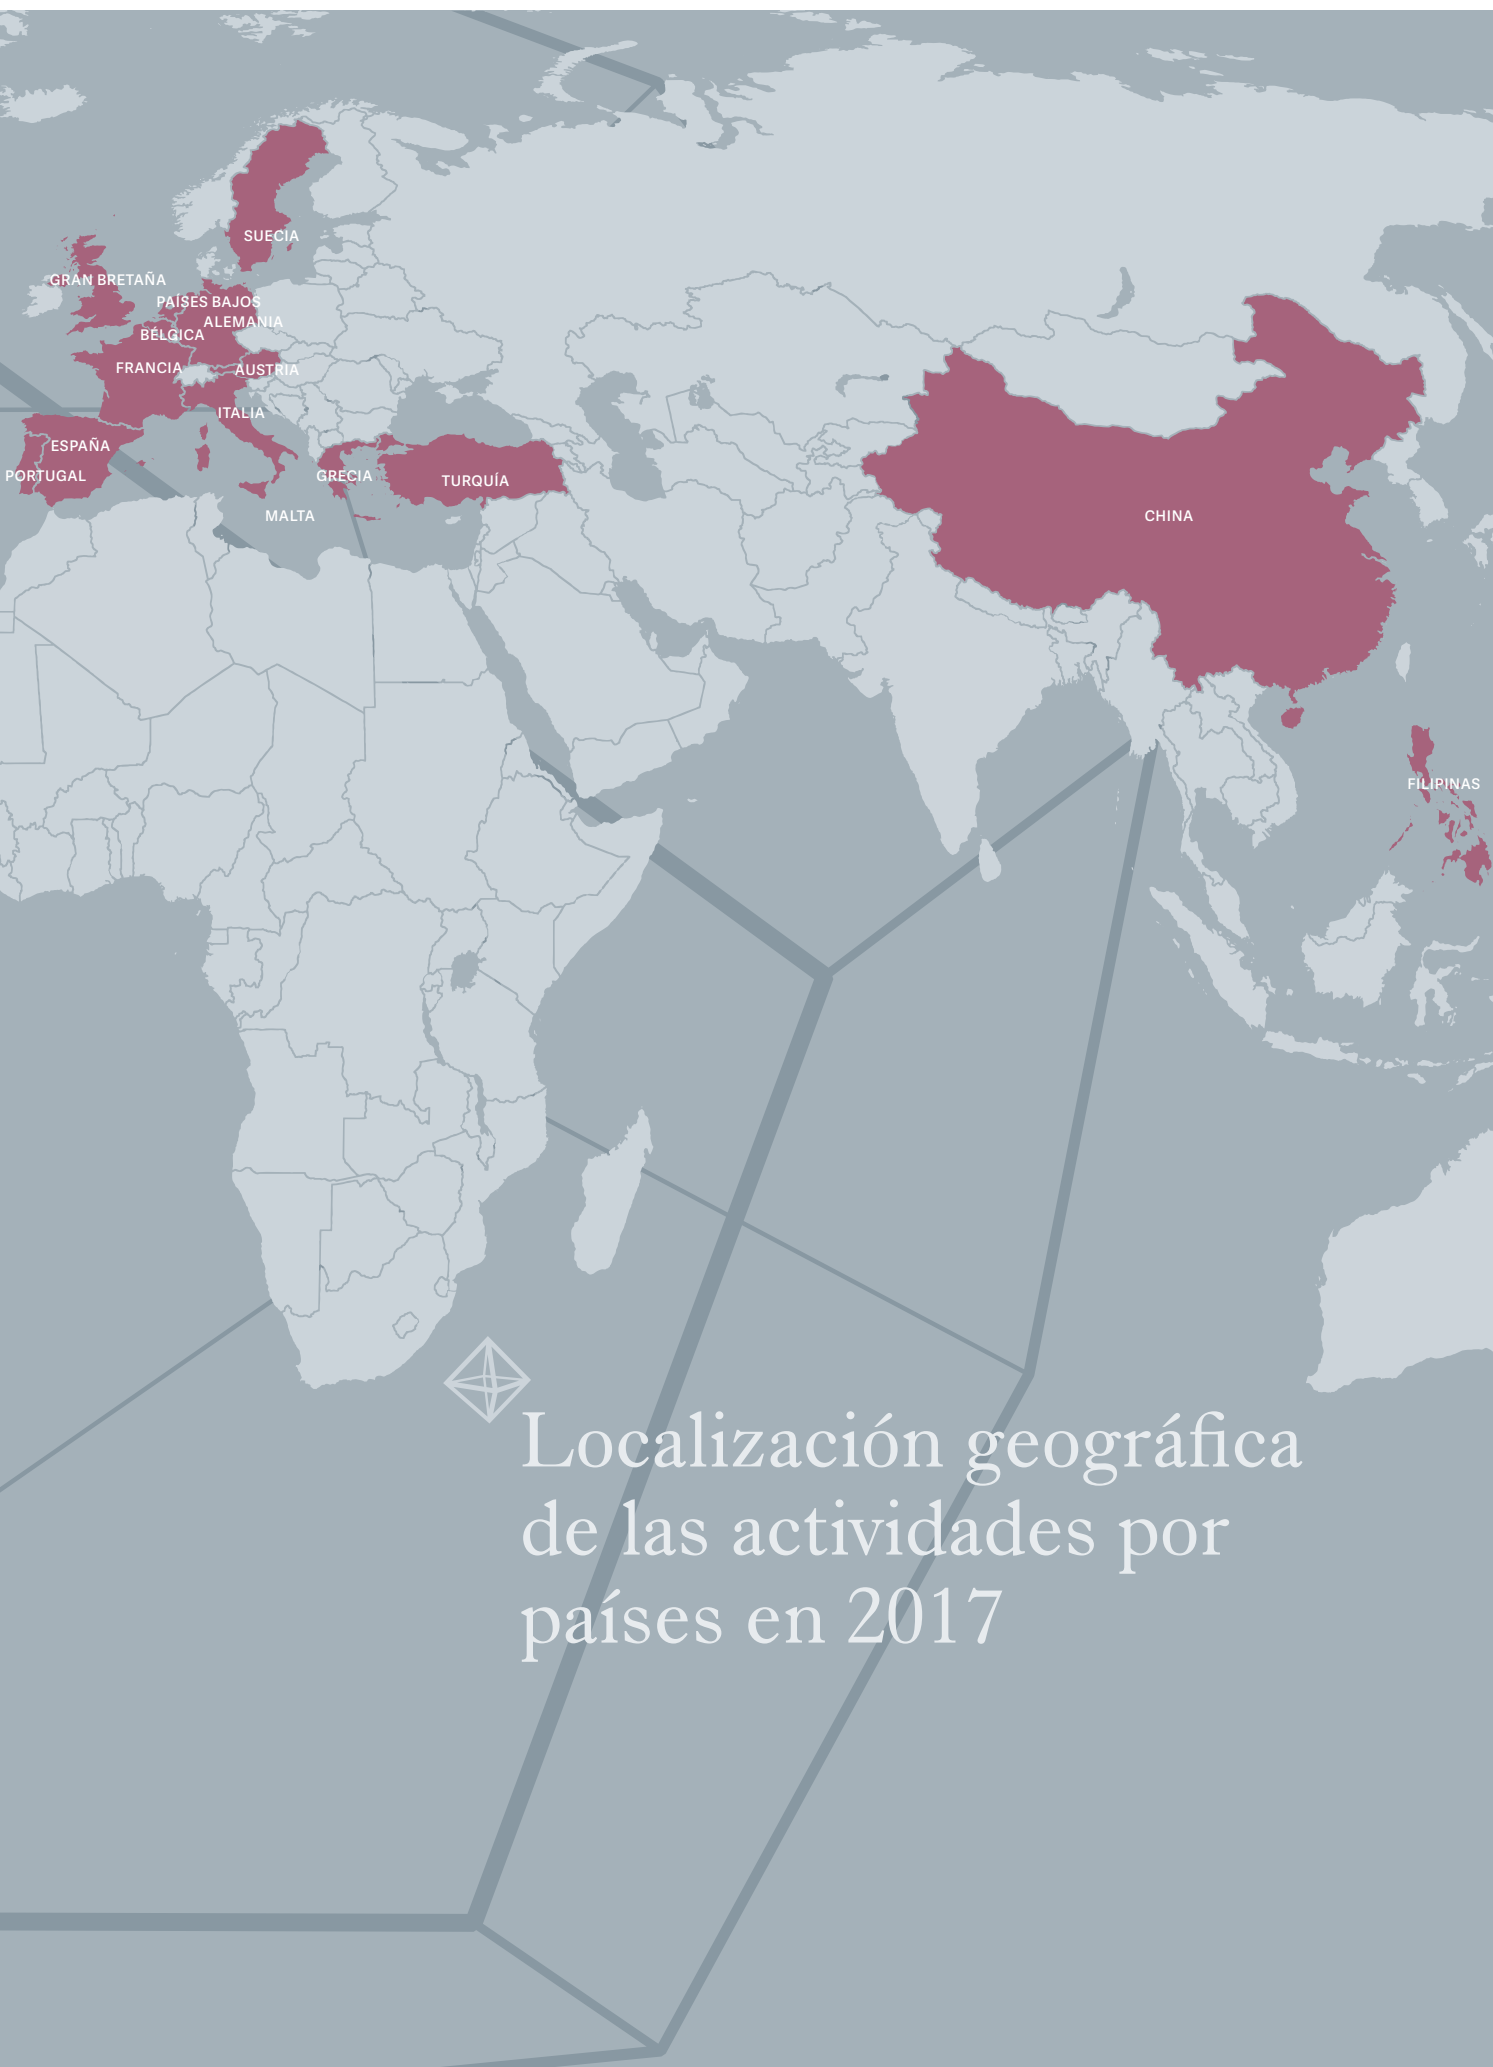 SUECIA
GRAN BRETAÑA
PAÍSES BAJOS
ALEMANIA
BÉLGICA
FRANCIA
AUSTRIA
ITALIA
ESPAÑA
PORTUGAL
GRECIA
TURQUÍA
MALTA
CHINA
FILIPINAS
Localización geográfica
de las actividades por
países en 2017